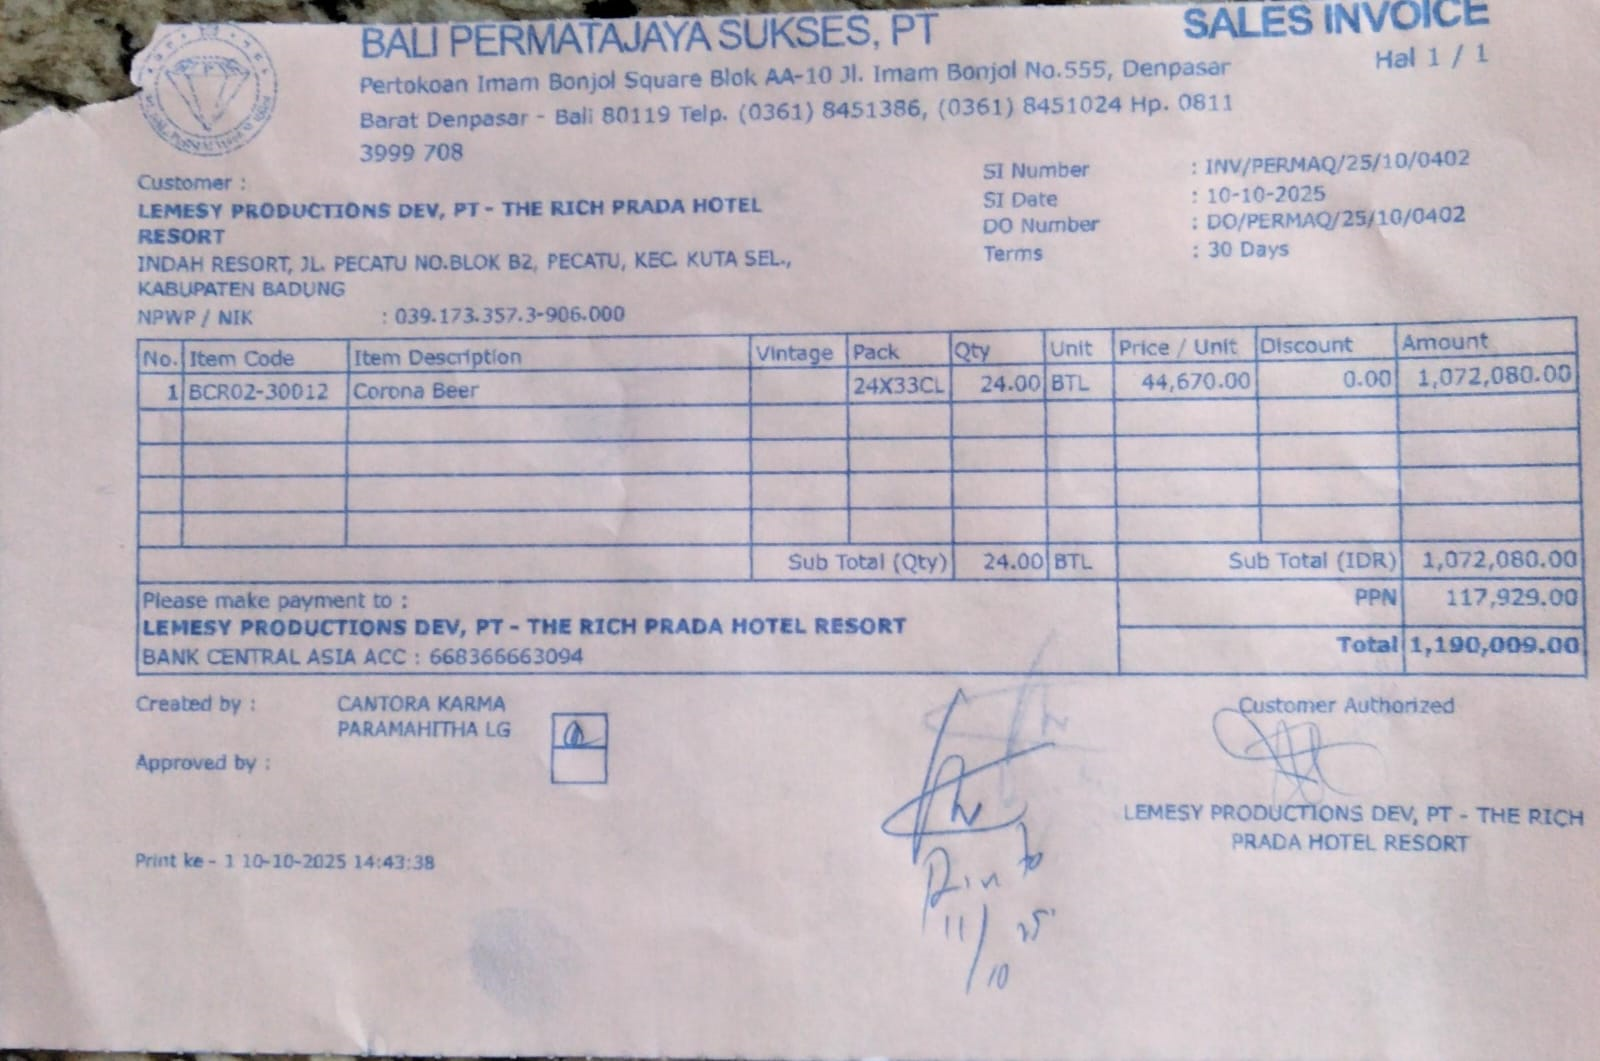 BALI PERMATAJAYA SUKSES, PT
SALES INVOICE
Hal 1 / 1
Pertokoan Imam Bonjol Square Blok AA-10 Jl. Imam Bonjol No.555, Denpasar
Barat Denpasar - Bali 80119 Telp. (0361) 8451386, (0361) 8451024 Hp. 0811
3999 708
Customer :
LEMESY PRODUCTIONS DEV, PT - THE RICH PRADA HOTEL
RESORT
INDAH RESORT, JL. PECATU NO.BLOK B2, PECATU, KEC. KUTA SEL.,
KABUPATEN BADUNG
NPWP / NIK : 039.173.357.3-906.000
SI Number : INV/PERMAQ/25/10/0402
SI Date : 10-10-2025
DO Number : DO/PERMAQ/25/10/0402
Terms : 30 Days
No. Item Code Item Description Vintage Pack Qty Unit Price / Unit Discount Amount
1 BCR02-30012 Corona Beer 24X33CL 24.00 BTL 44,670.00 0.00 1,072,080.00
Sub Total (Qty) 24.00 BTL Sub Total (IDR) 1,072,080.00
PPN 117,929.00
Total 1,190,009.00
Please make payment to :
LEMESY PRODUCTIONS DEV, PT - THE RICH PRADA HOTEL RESORT
BANK CENTRAL ASIA ACC : 668366663094
Created by : CANTORA KARMA
PARAMAHITHA LG
Approved by :
Customer Authorized
LEMESY PRODUCTIONS DEV, PT - THE RICH
PRADA HOTEL RESORT
Print ke - 1 10-10-2025 14:43:38
Rinto
11/10 25